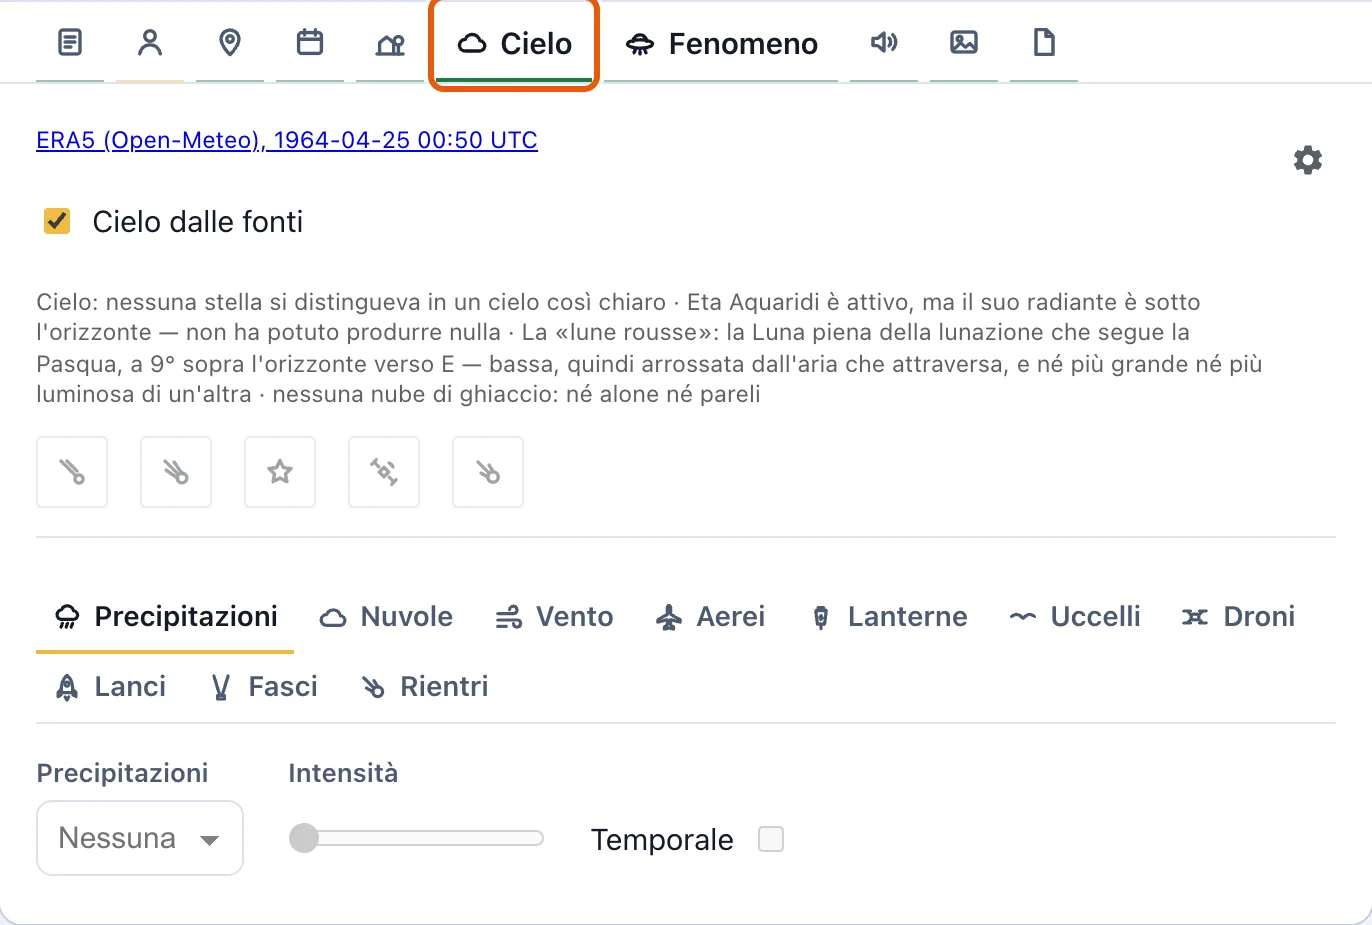 Cielo
Fenomeno
ERA5 (Open-Meteo), 1964-04-25 00:50 UTC
Cielo dalle fonti
Cielo: nessuna stella si distingueva in un cielo così chiaro · Eta Aquaridi è attivo, ma il suo radiante è sotto
l'orizzonte — non ha potuto produrre nulla · La «lune rousse»: la Luna piena della lunazione che segue la
Pasqua, a 9° sopra l'orizzonte verso E — bassa, quindi arrossata dall'aria che attraversa, e né più grande né più
luminosa di un'altra · nessuna nube di ghiaccio: né alone né pareli
Precipitazioni
Nuvole
Vento
Aerei
Lanterne
Uccelli
Droni
Lanci
Fasci
Rientri
Precipitazioni
Intensità
Nessuna
Temporale